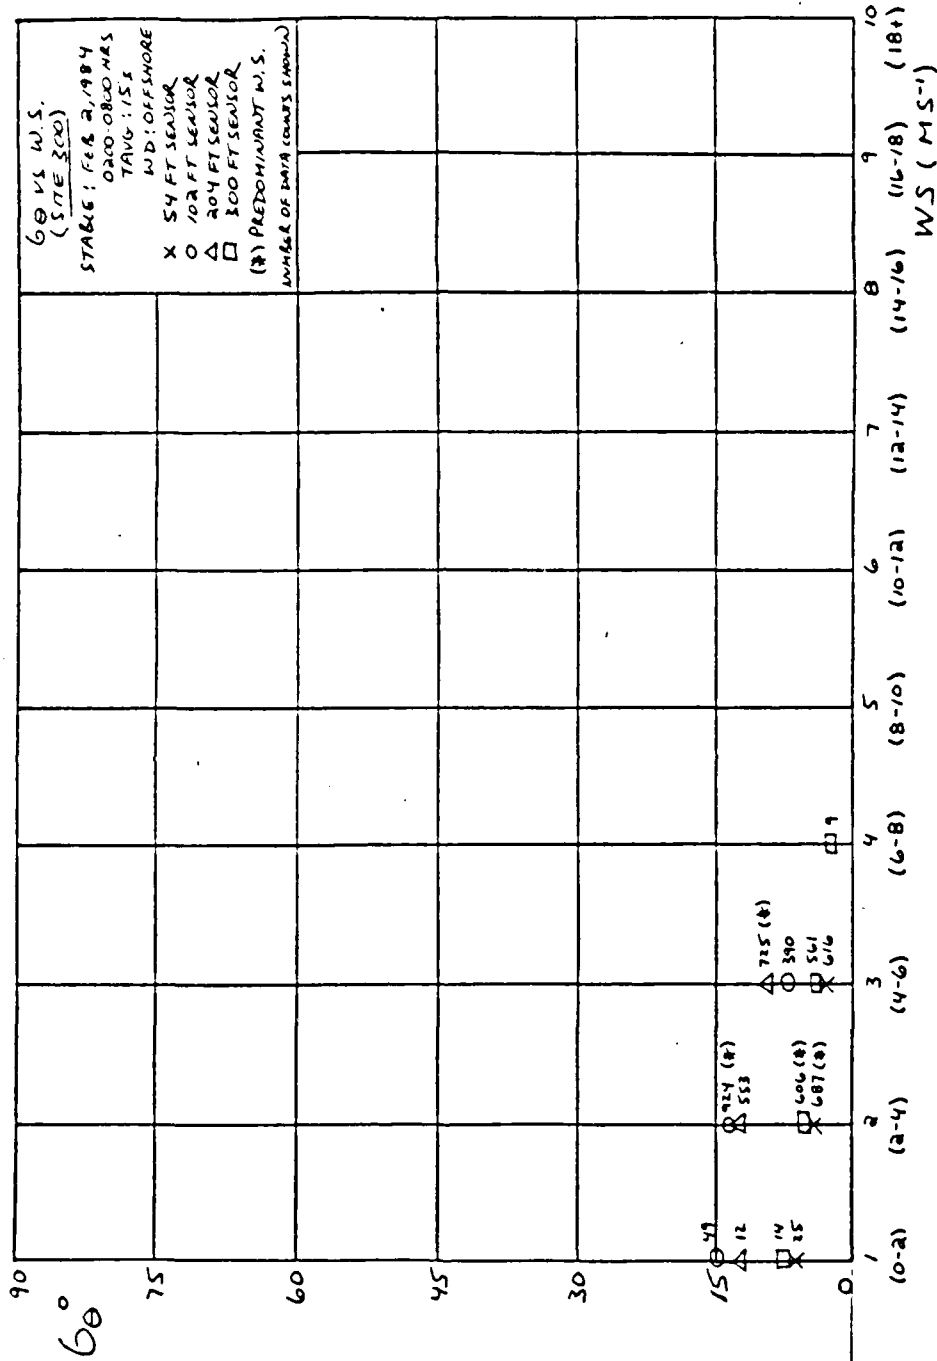 σθ VS W.S.
(SITE 300)
STABLE: FEB 2, 1984
0200-0800 HRS
TAVG: 15 s
WD: OFFSHORE
X 54 FT SENSOR
O 102 FT SENSOR
△ 204 FT SENSOR
□ 300 FT SENSOR
(*) PREDOMINANT W.S.
NUMBER OF DATA COUNTS SHOWN
σθ°
90
75
60
45
30
15
0
49
12
14
25
924 (*)
553
606 (*)
687 (*)
725 (*)
390
561
616
9
1 2 3 4 5 6 7 8 9 10
(0-2) (2-4) (4-6) (6-8) (8-10) (10-12) (12-14) (14-16) (16-18) (18+)
WS (MS⁻¹)